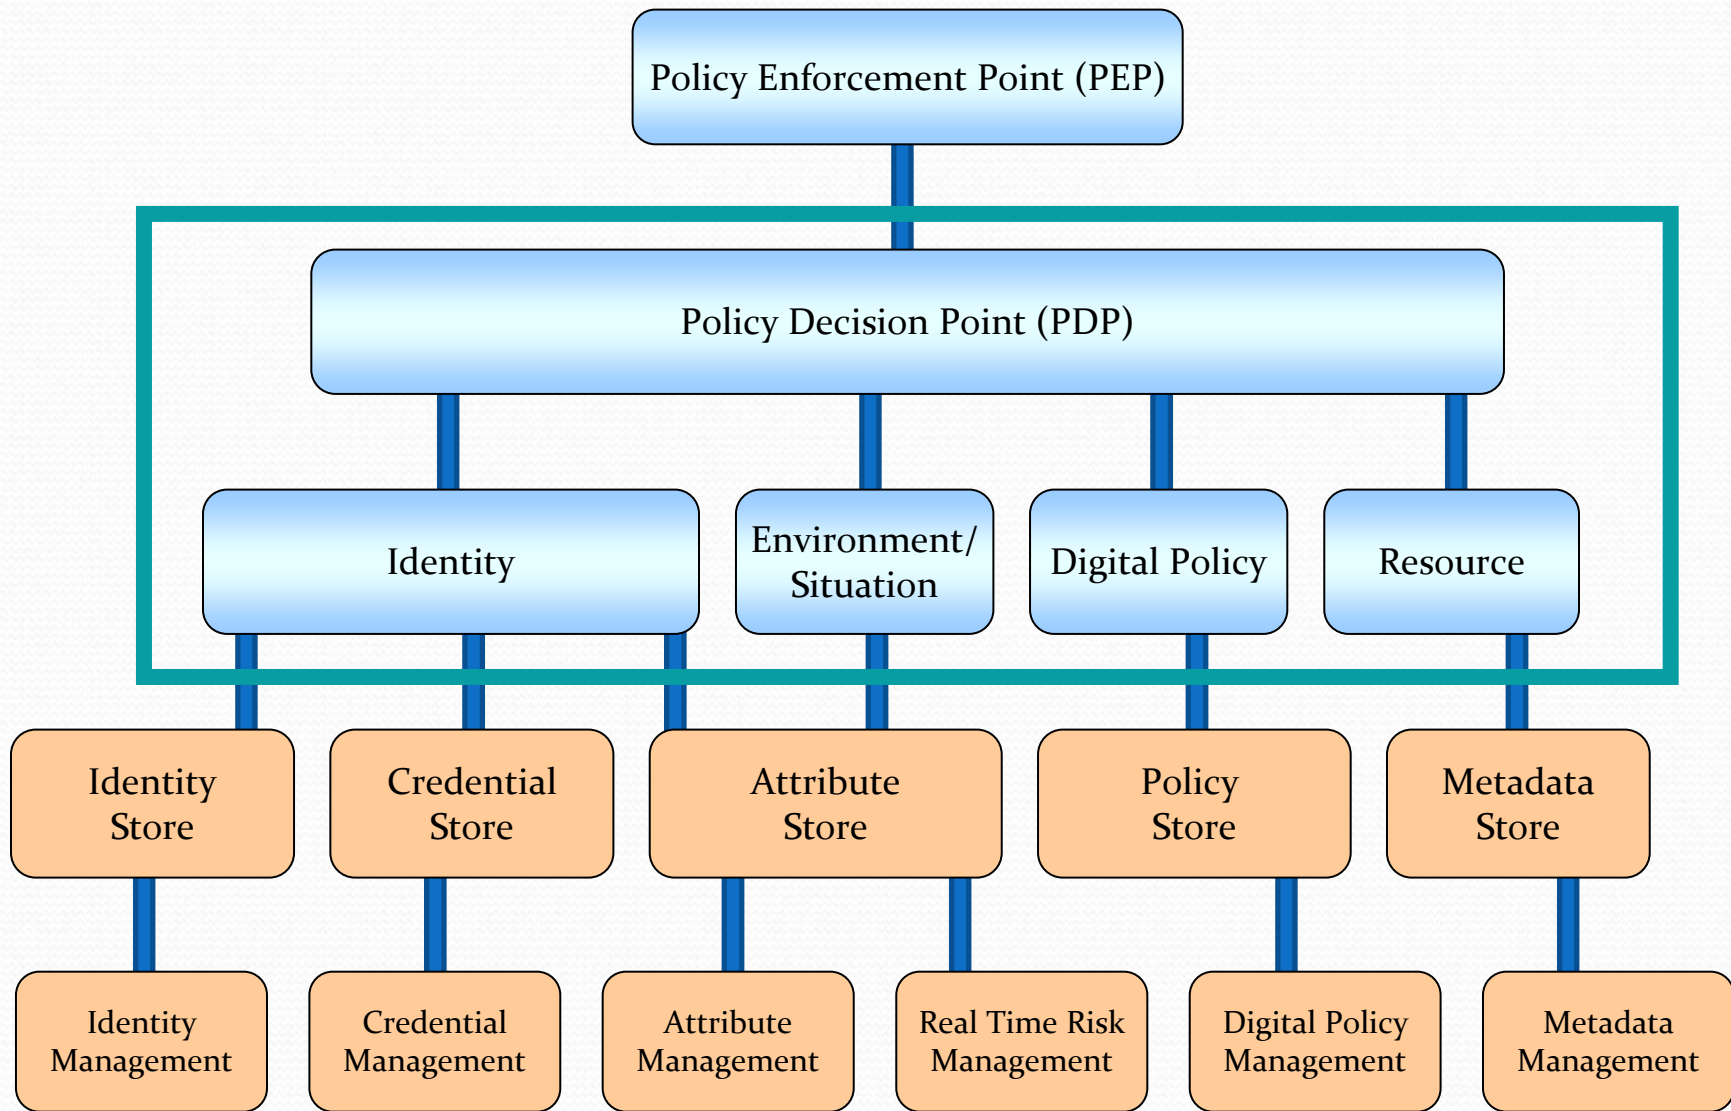 Policy Enforcement Point (PEP)
Policy Decision Point (PDP)
Identity
Environment/
Situation
Digital Policy
Resource
Identity
Store
Credential
Store
Attribute
Store
Policy
Store
Metadata
Store
Identity
Management
Credential
Management
Attribute
Management
Real Time Risk
Management
Digital Policy
Management
Metadata
Management